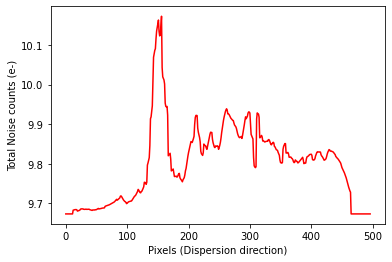 Total Noise counts (e-)
10.1
10.0
9.9
9.8
9.7
0 100 200 300 400 500
Pixels (Dispersion direction)